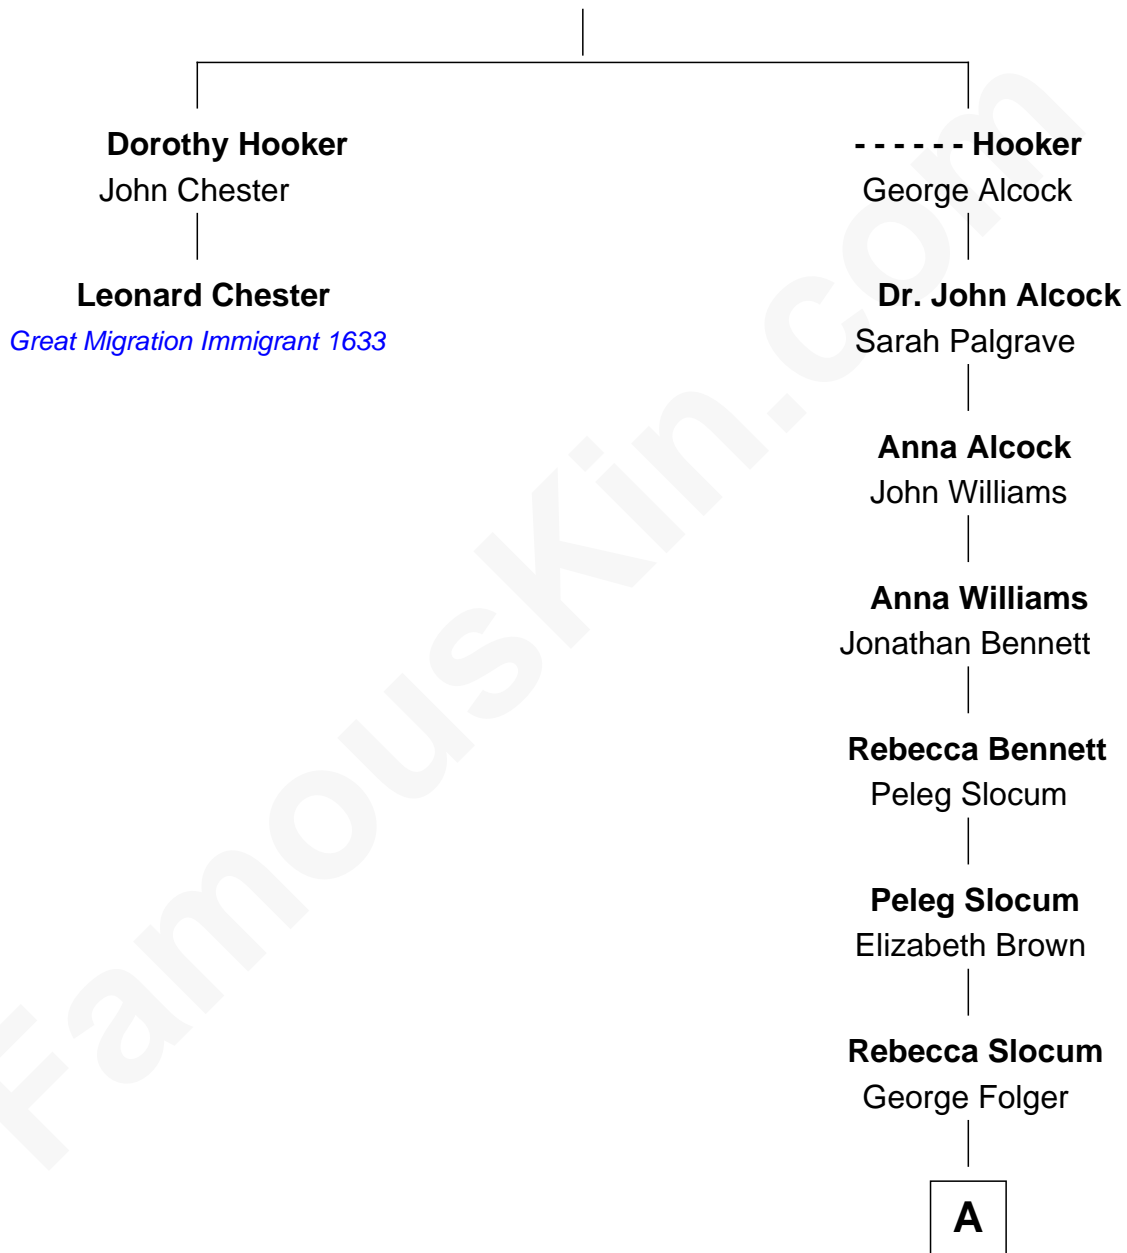 Dorothy Hooker
John Chester
Leonard Chester
Great Migration Immigrant 1633
- - - - - - Hooker
George Alcock
Dr. John Alcock
Sarah Palgrave
Anna Alcock
John Williams
Anna Williams
Jonathan Bennett
Rebecca Bennett
Peleg Slocum
Peleg Slocum
Elizabeth Brown
Rebecca Slocum
George Folger
A
FamousKin.com